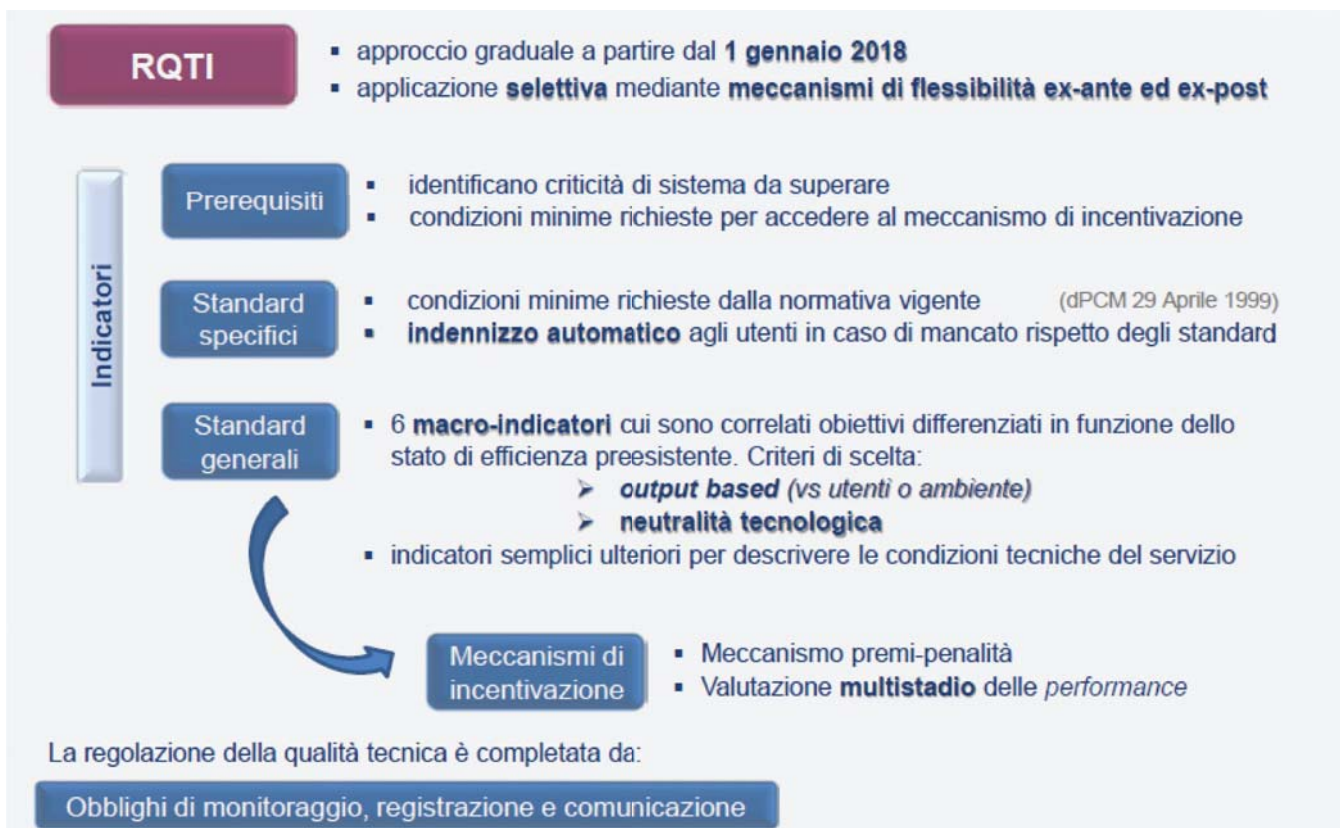 RQTI
▪ approccio graduale a partire dal 1 gennaio 2018
▪ applicazione selettiva mediante meccanismi di flessibilità ex-ante ed ex-post
Indicatori
Prerequisiti
▪ identificano criticità di sistema da superare
▪ condizioni minime richieste per accedere al meccanismo di incentivazione
Standard
specifici
▪ condizioni minime richieste dalla normativa vigente (dPCM 29 Aprile 1999)
▪ indennizzo automatico agli utenti in caso di mancato rispetto degli standard
Standard
generali
▪ 6 macro-indicatori cui sono correlati obiettivi differenziati in funzione dello
stato di efficienza preesistente. Criteri di scelta:
➢ output based (vs utenti o ambiente)
➢ neutralità tecnologica
▪ indicatori semplici ulteriori per descrivere le condizioni tecniche del servizio
Meccanismi di
incentivazione
▪ Meccanismo premi-penalità
▪ Valutazione multistadio delle performance
La regolazione della qualità tecnica è completata da:
Obblighi di monitoraggio, registrazione e comunicazione